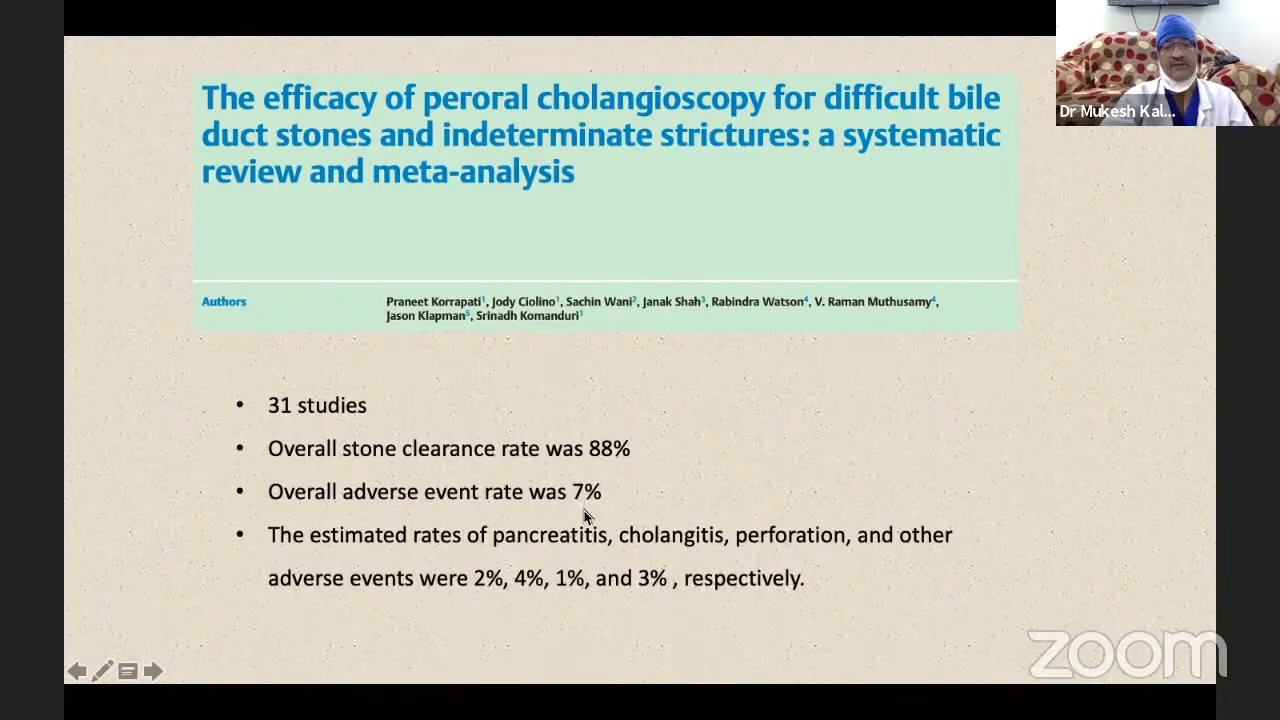 The efficacy of peroral cholangioscopy for difficult bile
duct stones and indeterminate strictures: a systematic
review and meta-analysis
Dr Mukesh Kal...
Authors
Praneet Korrapati1, Jody Ciolino1, Sachin Wani2, Janak Shah3, Rabindra Watson4, V. Raman Muthusamy4,
Jason Klapman5, Srinadh Komanduri1
• 31 studies
• Overall stone clearance rate was 88%
• Overall adverse event rate was 7%
• The estimated rates of pancreatitis, cholangitis, perforation, and other
adverse events were 2%, 4%, 1%, and 3% , respectively.
zoom